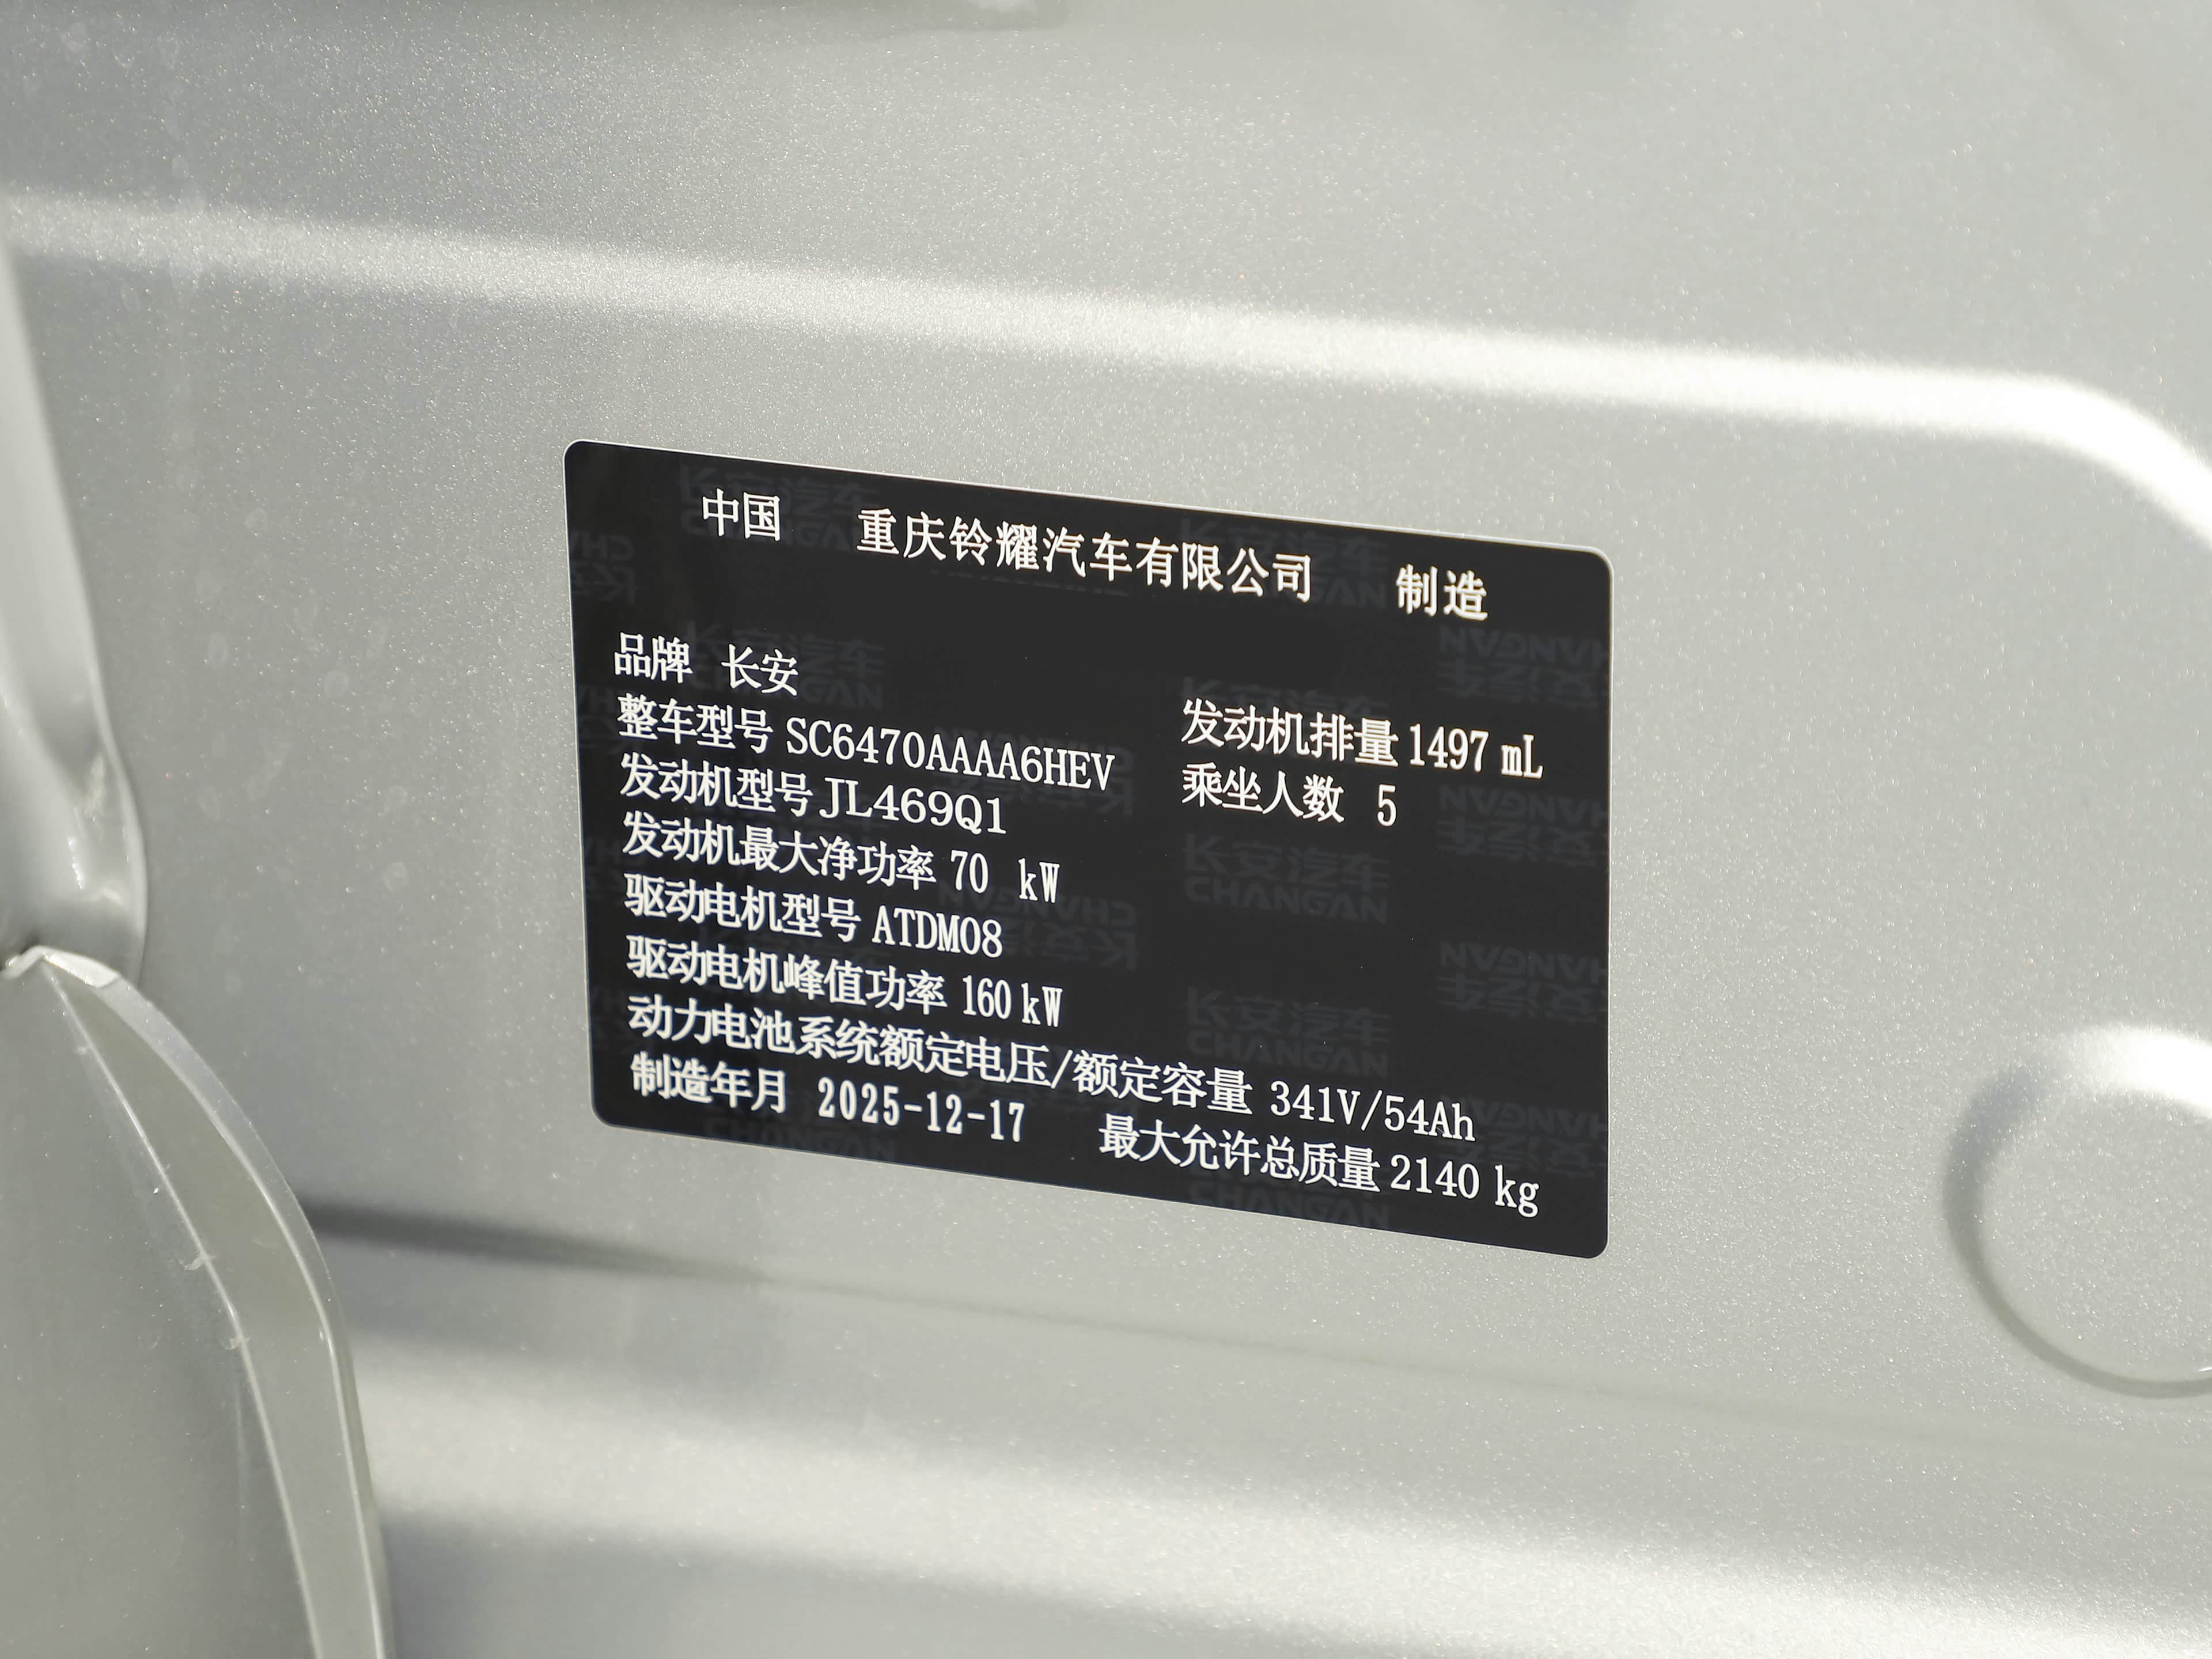 中国 重庆铃耀汽车有限公司 制造
品牌 长安
整车型号 SC6470AAAA6HEV 发动机排量 1497 mL
发动机型号 JL469Q1 乘坐人数 5
发动机最大净功率 70 kW
驱动电机型号 ATDM08
驱动电机峰值功率 160 kW
动力电池系统额定电压/额定容量 341V/54Ah
制造年月 2025-12-17 最大允许总质量 2140 kg